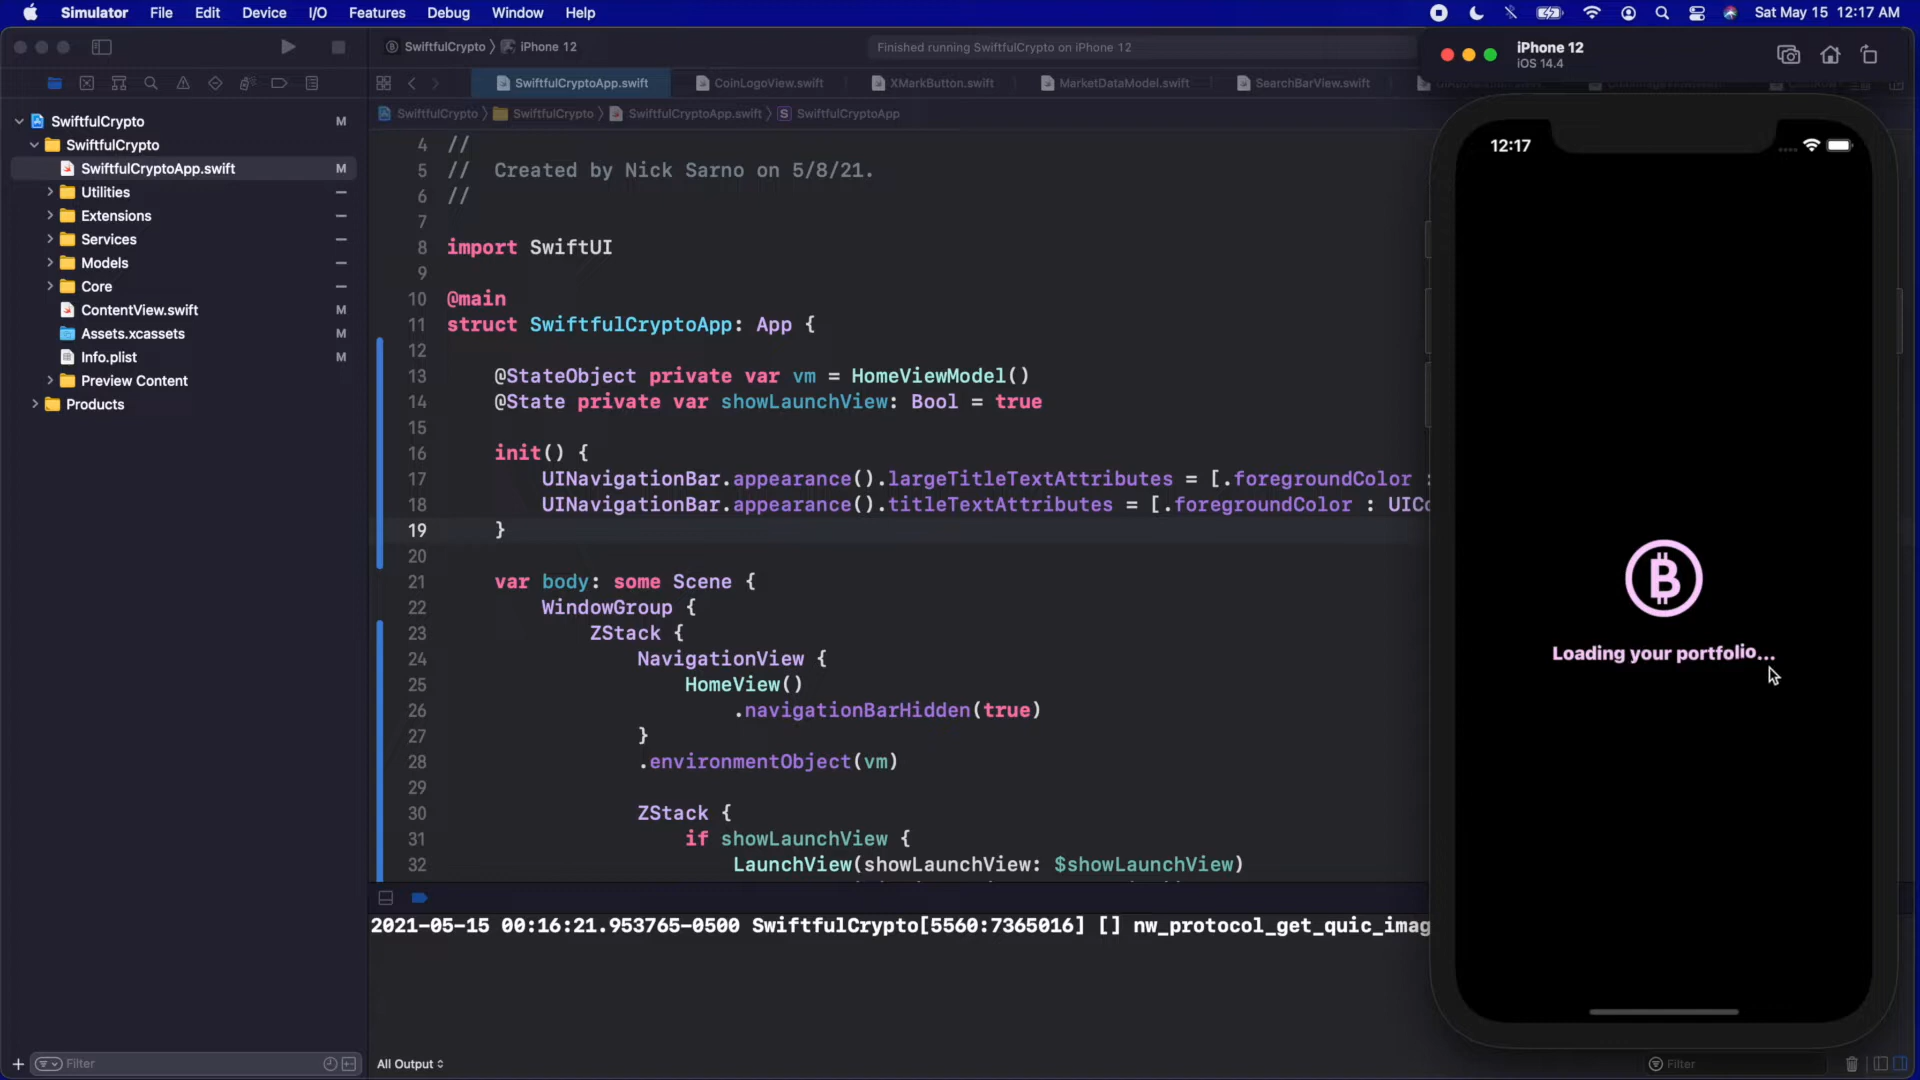 Simulator File Edit Device I/O Features Debug Window Help
Sat May 15 12:17 AM
SwiftfulCrypto 〉 iPhone 12
Finished running SwiftfulCrypto on iPhone 12
iPhone 12
iOS 14.4
SwiftfulCryptoApp.swift CoinLogoView.swift XMarkButton.swift MarketDataModel.swift SearchBarView.swift
SwiftfulCrypto 〉 SwiftfulCrypto 〉 SwiftfulCryptoApp.swift 〉 S SwiftfulCryptoApp
SwiftfulCrypto M
SwiftfulCrypto
SwiftfulCryptoApp.swift M
Utilities
Extensions
Services
Models
Core
ContentView.swift M
Assets.xcassets M
Info.plist M
Preview Content
Products
4 //
5 // Created by Nick Sarno on 5/8/21.
6 //
7
8 import SwiftUI
9
10 @main
11 struct SwiftfulCryptoApp: App {
12
13 @StateObject private var vm = HomeViewModel()
14 @State private var showLaunchView: Bool = true
15
16 init() {
17 UINavigationBar.appearance().largeTitleTextAttributes = [.foregroundColor :
18 UINavigationBar.appearance().titleTextAttributes = [.foregroundColor : UICo
19 }
20
21 var body: some Scene {
22 WindowGroup {
23 ZStack {
24 NavigationView {
25 HomeView()
26 .navigationBarHidden(true)
27 }
28 .environmentObject(vm)
29
30 ZStack {
31 if showLaunchView {
32 LaunchView(showLaunchView: $showLaunchView)
2021-05-15 00:16:21.953765-0500 SwiftfulCrypto[5560:7365016] [] nw_protocol_get_quic_imag
12:17
Loading your portfolio...
Filter
All Output
Filter